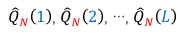 Q̂_N(1), Q̂_N(2), ⋯, Q̂_N(L)